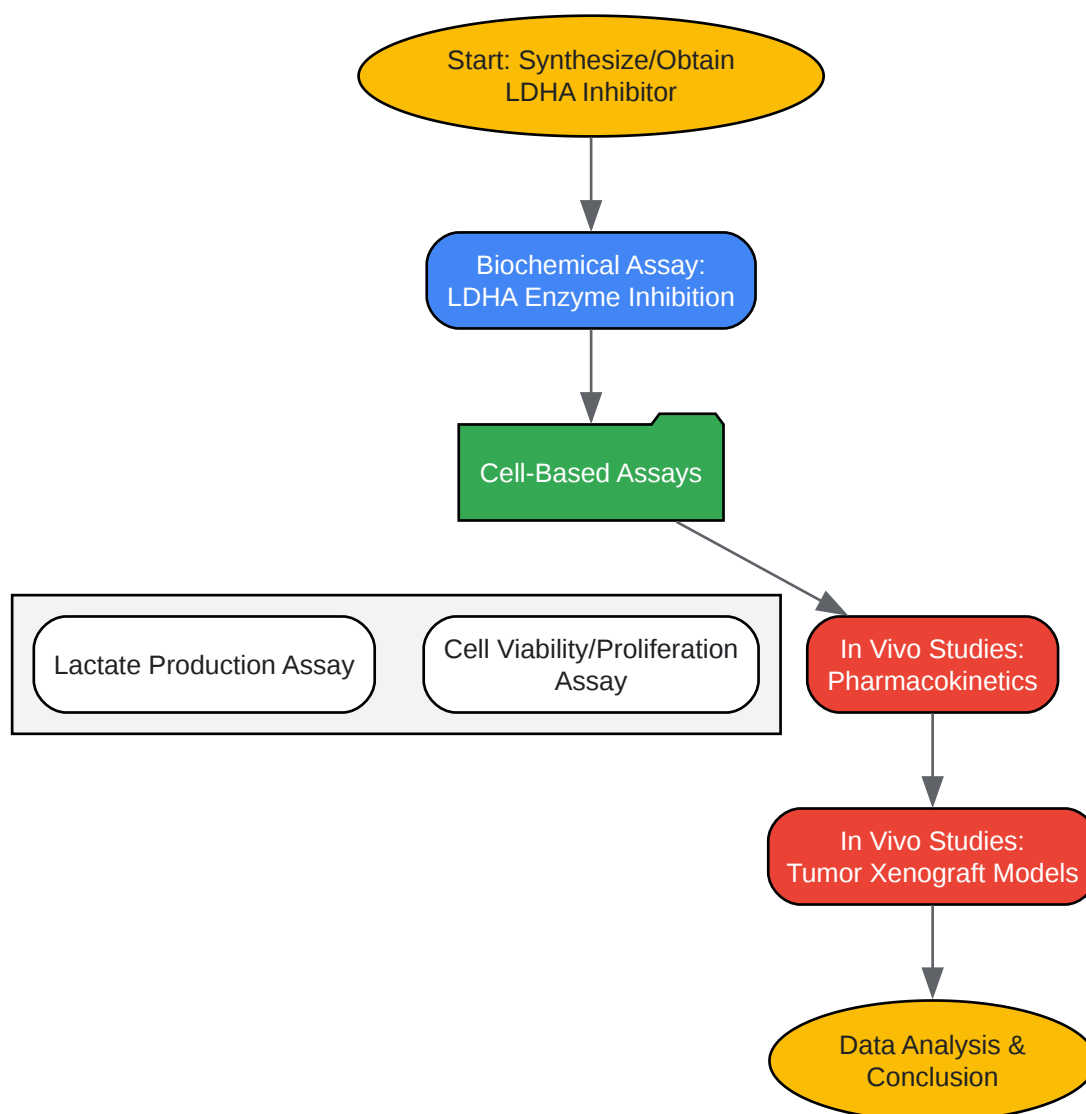 Start: Synthesize/Obtain
LDHA Inhibitor
Biochemical Assay:
LDHA Enzyme Inhibition
Cell-Based Assays
Lactate Production Assay
Cell Viability/Proliferation
Assay
In Vivo Studies:
Pharmacokinetics
In Vivo Studies:
Tumor Xenograft Models
Data Analysis &
Conclusion